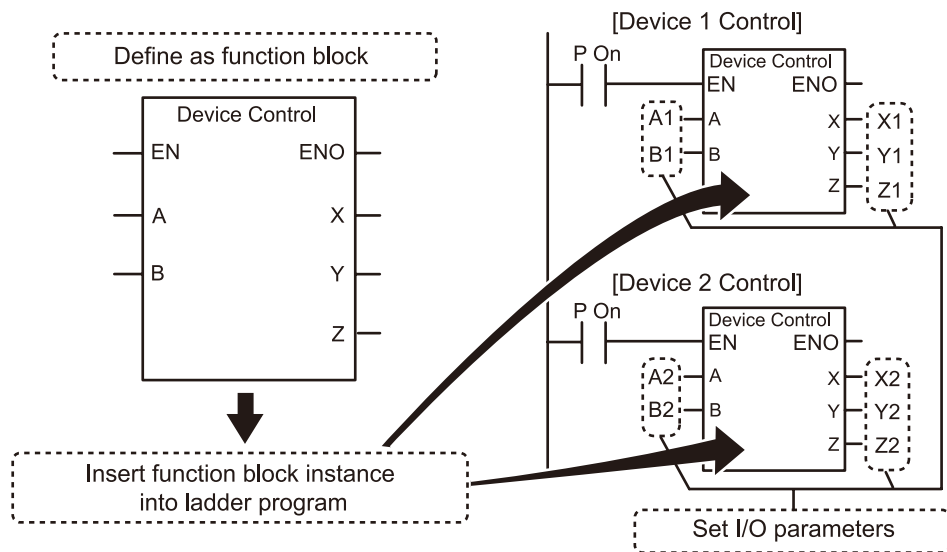 Define as function block
Device Control
EN ENO
A X
B Y
Z
Insert function block instance
into ladder program
[Device 1 Control]
P On
Device Control
EN ENO
A1 A X X1
B1 B Y Y1
Z Z1
[Device 2 Control]
P On
Device Control
EN ENO
A2 A X X2
B2 B Y Y2
Z Z2
Set I/O parameters